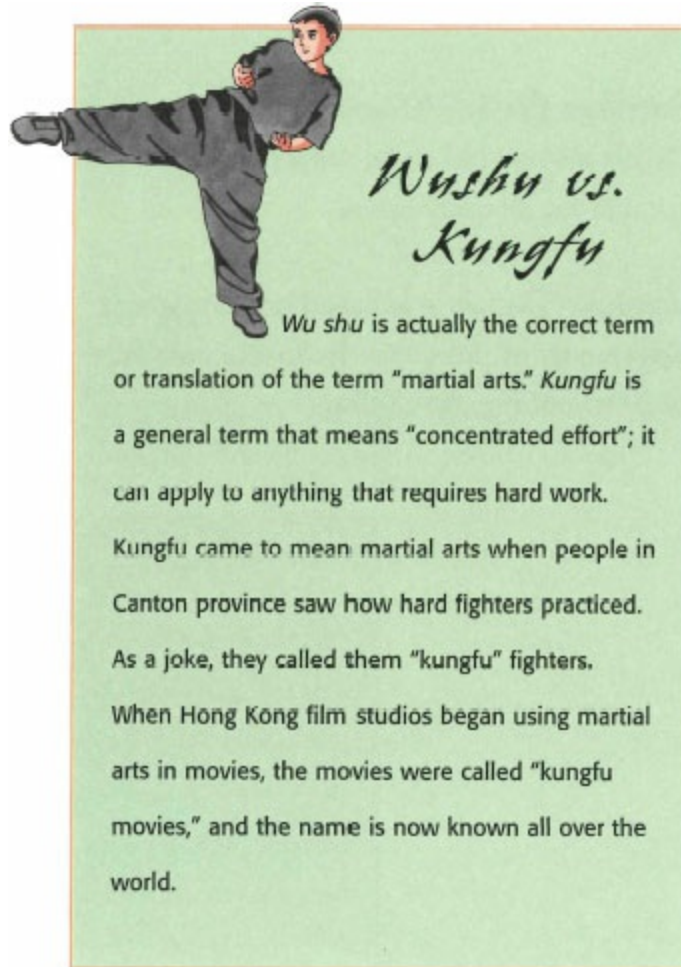 Wushu vs.
Kungfu
Wu shu is actually the correct term
or translation of the term “martial arts.” Kungfu is
a general term that means “concentrated effort”; it
can apply to anything that requires hard work.
Kungfu came to mean martial arts when people in
Canton province saw how hard fighters practiced.
As a joke, they called them “kungfu” fighters.
When Hong Kong film studios began using martial
arts in movies, the movies were called “kungfu
movies,” and the name is now known all over the
world.